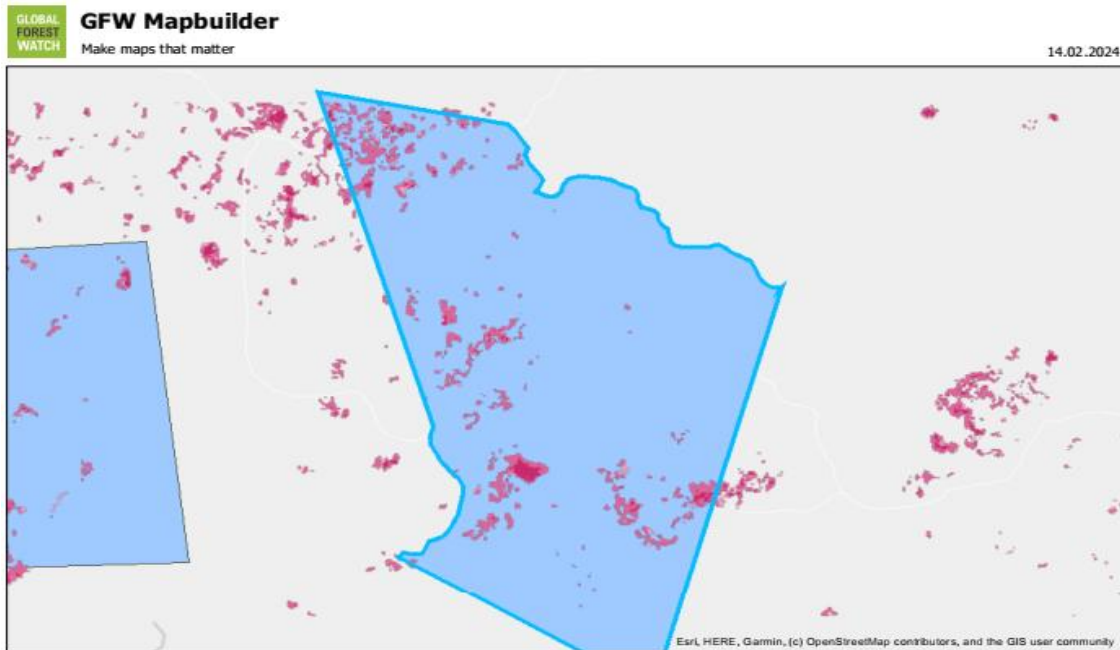 GLOBAL
FOREST
WATCH
GFW Mapbuilder
Make maps that matter
14.02.2024
Esri, HERE, Garmin, (c) OpenStreetMap contributors, and the GIS user community